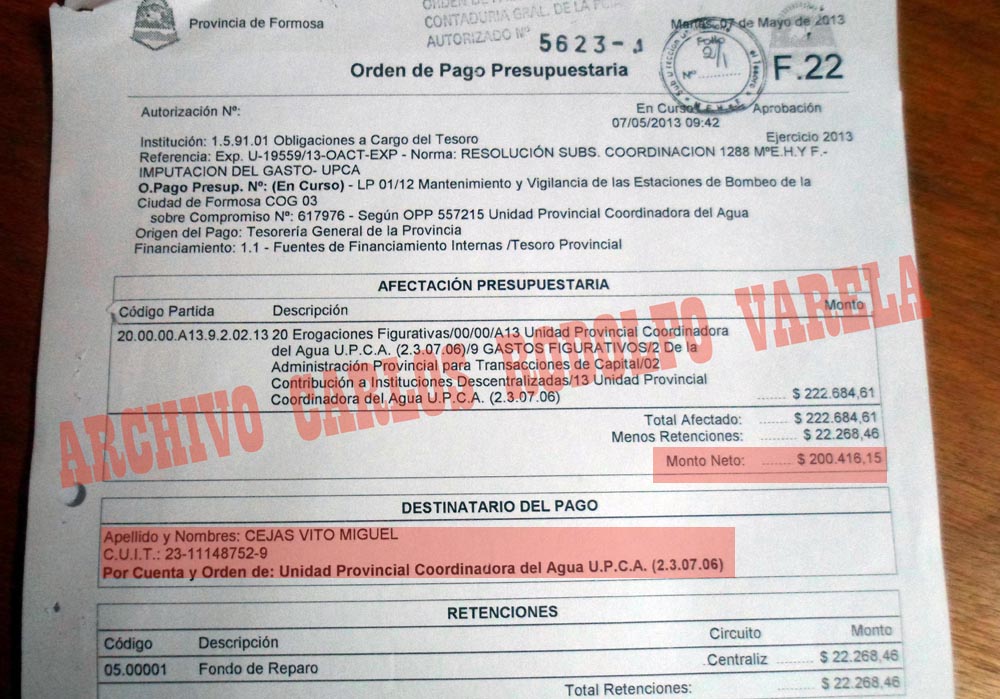 Provincia de Formosa
CONTADURIA GRAL. DE LA
AUTORIZADO Nº 5623-1
Martes, 07 de Mayo de 2013
Folio
Nº
F.22
Orden de Pago Presupuestaria
Autorización Nº:
En Curso
Aprobación
07/05/2013 09:42
Institución: 1.5.91.01 Obligaciones a Cargo del Tesoro
Ejercicio 2013
Referencia: Exp. U-19559/13-OACT-EXP - Norma: RESOLUCIÓN SUBS. COORDINACION 1288 MºE.H.Y F.-
IMPUTACION DEL GASTO- UPCA
O.Pago Presup. Nº: (En Curso) - LP 01/12 Mantenimiento y Vigilancia de las Estaciones de Bombeo de la
Ciudad de Formosa COG 03
sobre Compromiso Nº: 617976 - Según OPP 557215 Unidad Provincial Coordinadora del Agua
Origen del Pago: Tesorería General de la Provincia
Financiamiento: 1.1 - Fuentes de Financiamiento Internas /Tesoro Provincial
AFECTACIÓN PRESUPUESTARIA
Código Partida Descripción Monto
20.00.00.A13.9.2.02.13 20 Erogaciones Figurativas/00/00/A13 Unidad Provincial Coordinadora
del Agua U.P.C.A. (2.3.07.06)/9 GASTOS FIGURATIVOS/2 De la
Administración Provincial para Transacciones de Capital/02
Contribución a Instituciones Descentralizadas/13 Unidad Provincial
Coordinadora del Agua U.P.C.A. (2.3.07.06) ........ $ 222.684,61
Total Afectado: ........ $ 222.684,61
Menos Retenciones: ........ $ 22.268,46
Monto Neto: ........ $ 200.416,15
ARCHIVO CARLOS RODOLFO VARELA
DESTINATARIO DEL PAGO
Apellido y Nombres: CEJAS VITO MIGUEL
C.U.I.T.: 23-11148752-9
Por Cuenta y Orden de: Unidad Provincial Coordinadora del Agua U.P.C.A. (2.3.07.06)
RETENCIONES
Código Descripción Circuito Monto
05.00001 Fondo de Reparo Centraliz ........ $ 22.268,46
Total Retenciones: ........ $ 22.268,46